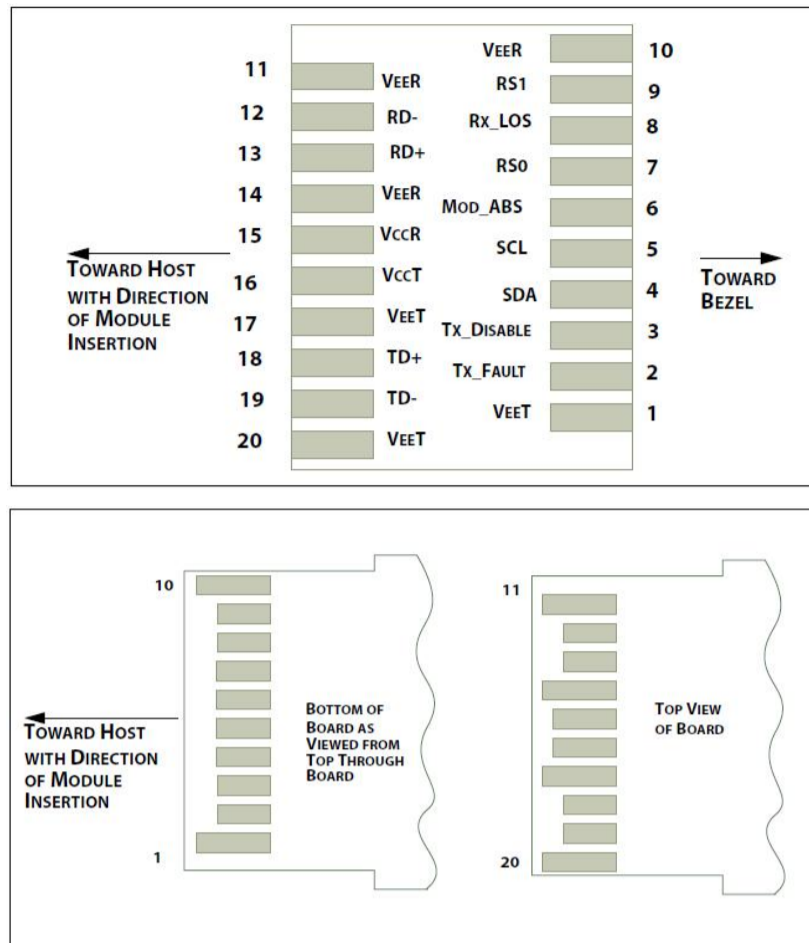 11
12
13
14
15
16
17
18
19
20
VEER
RD-
RD+
VEER
VCCR
VCCT
VEET
TD+
TD-
VEET
VEER
RS1
RX_LOS
RS0
MOD_ABS
SCL
SDA
TX_DISABLE
TX_FAULT
VEET
10
9
8
7
6
5
4
3
2
1
TOWARD HOST
WITH DIRECTION
OF MODULE
INSERTION
TOWARD
BEZEL
10
1
TOWARD HOST
WITH DIRECTION
OF MODULE
INSERTION
BOTTOM OF
BOARD AS
VIEWED FROM
TOP THROUGH
BOARD
11
20
TOP VIEW
OF BOARD